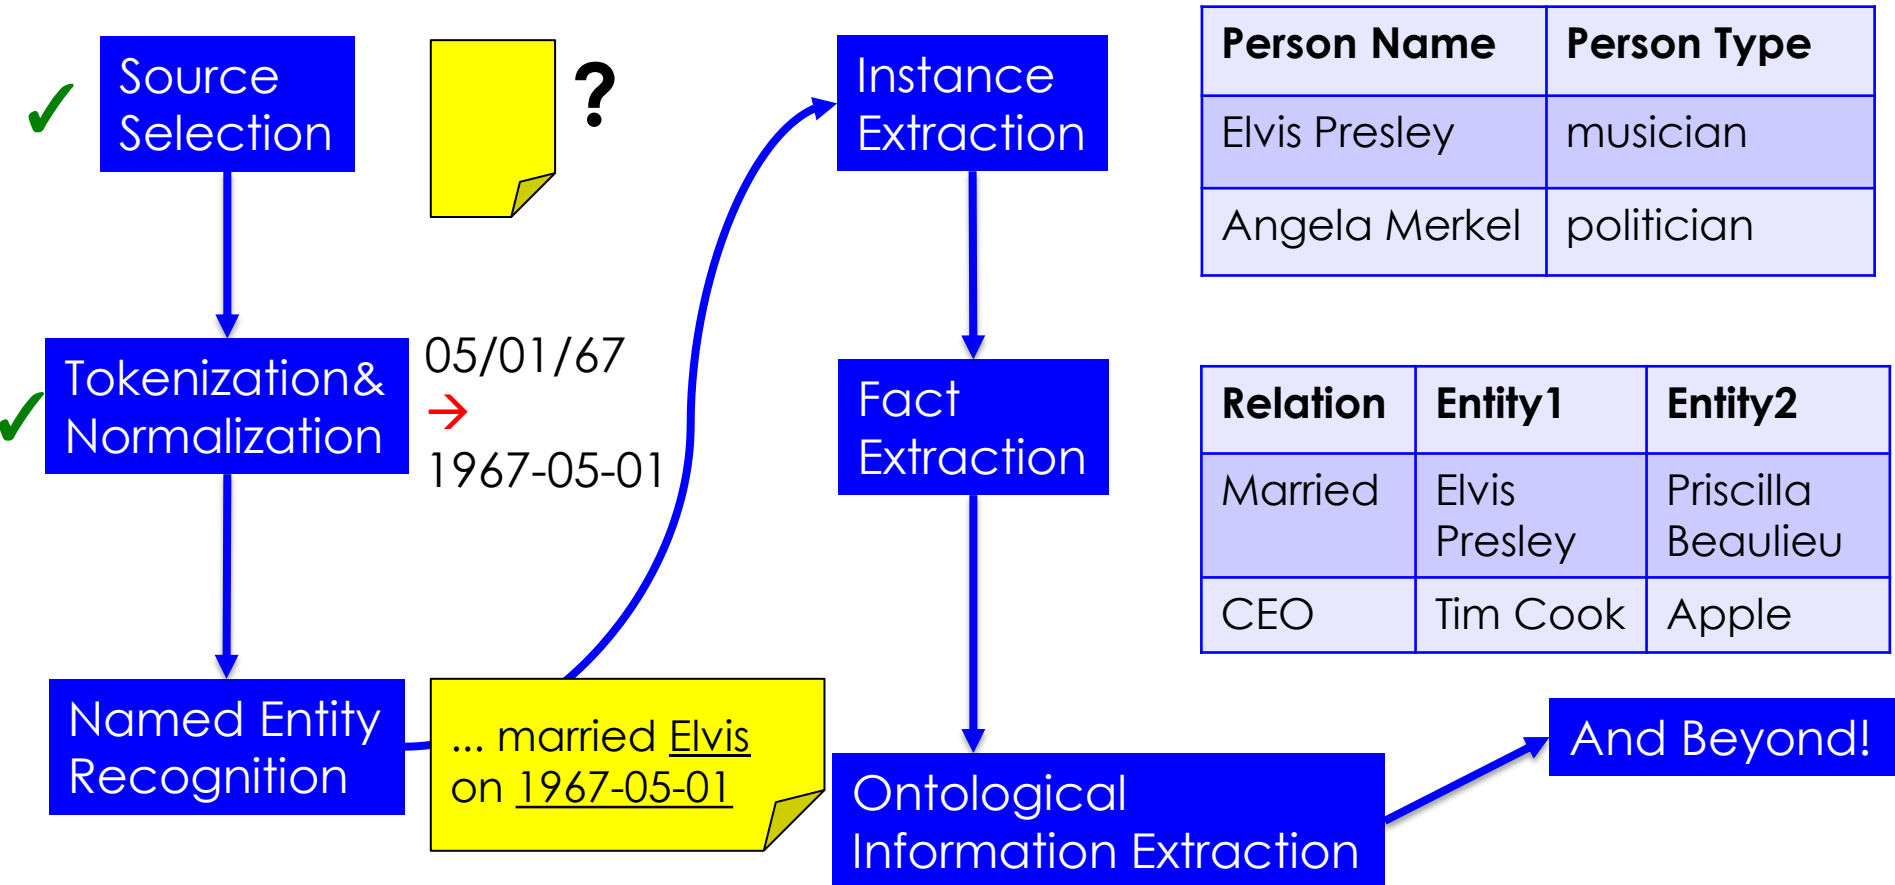 Source
Selection
?
Tokenization&
Normalization
05/01/67
→
1967-05-01
Named Entity
Recognition
... married Elvis
on 1967-05-01
Instance
Extraction
Person Name Person Type
Elvis Presley musician
Angela Merkel politician
Fact
Extraction
Relation Entity1 Entity2
Married Elvis Priscilla
Presley Beaulieu
CEO Tim Cook Apple
Ontological
Information Extraction
And Beyond!